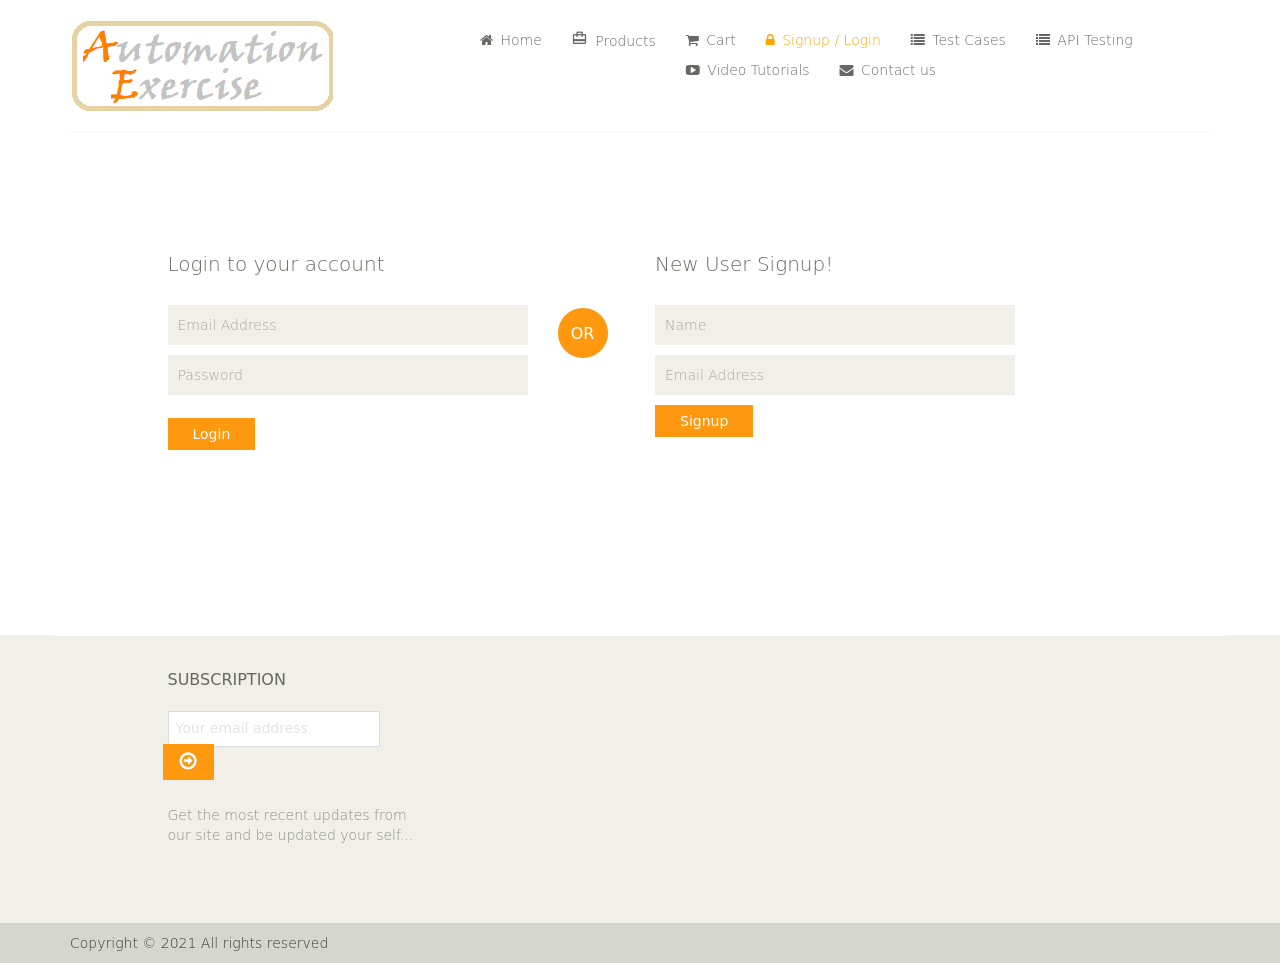 Automation
Exercise
Home
Products
Cart
Signup / Login
Test Cases
API Testing
Video Tutorials
Contact us
Login to your account
Email Address
Password
Login
OR
New User Signup!
Name
Email Address
Signup
SUBSCRIPTION
Your email address
Get the most recent updates from
our site and be updated your self...
Copyright © 2021 All rights reserved